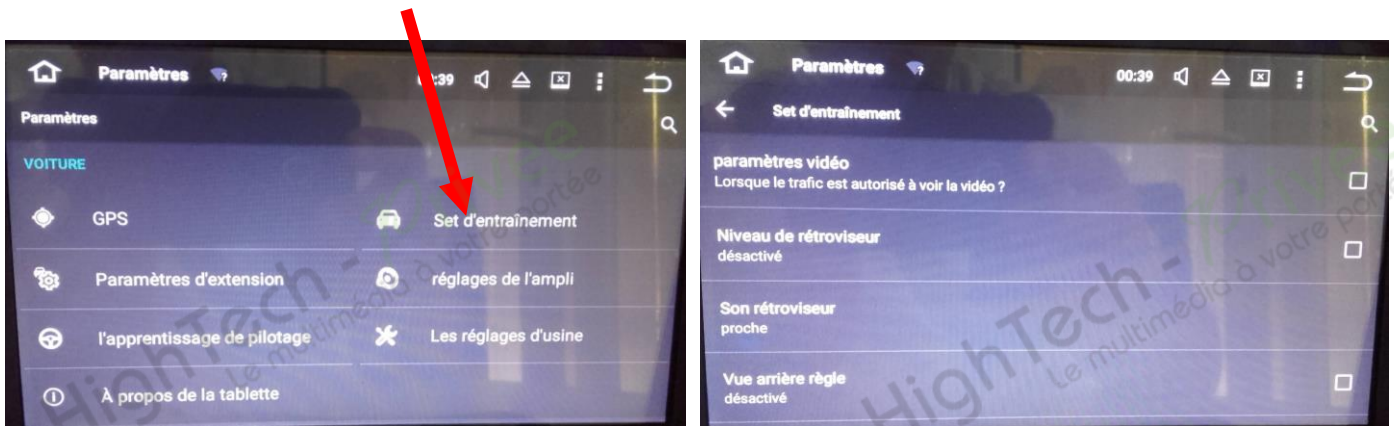 Paramètres
00:39
Paramètres
VOITURE
GPS
Set d'entraînement
Paramètres d'extension
réglages de l'ampli
l'apprentissage de pilotage
Les réglages d'usine
À propos de la tablette
HighTech - Privée
Le multimédia à votre portée
Paramètres
00:39
Set d'entraînement
paramètres vidéo
Lorsque le trafic est autorisé à voir la vidéo ?
Niveau de rétroviseur
désactivé
Son rétroviseur
proche
Vue arrière règle
désactivé
HighTech - Privée
Le multimédia à votre porté